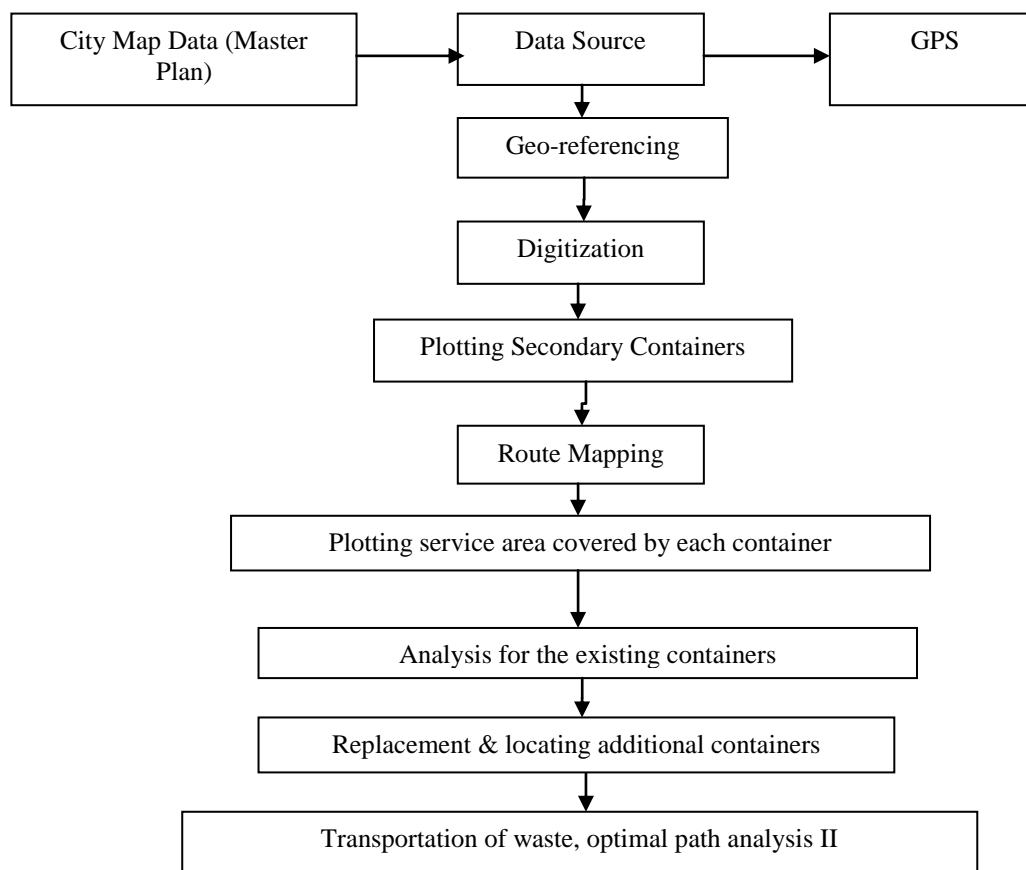 City Map Data (Master
Plan)
Data Source
GPS
Geo-referencing
Digitization
Plotting Secondary Containers
Route Mapping
Plotting service area covered by each container
Analysis for the existing containers
Replacement & locating additional containers
Transportation of waste, optimal path analysis II